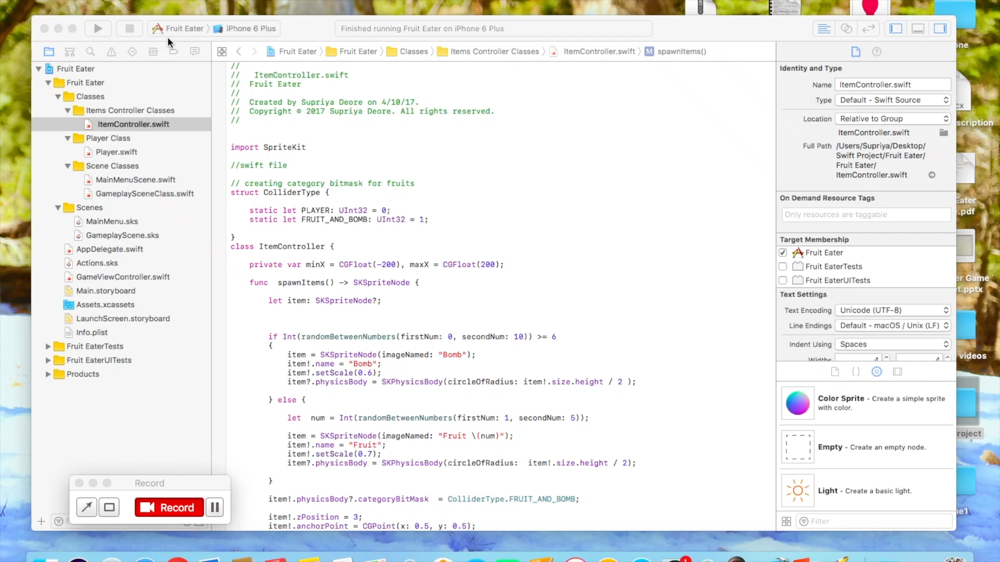 Fruit Eater
iPhone 6 Plus
Finished running Fruit Eater on iPhone 6 Plus
Fruit Eater
Fruit Eater
Classes
Items Controller Classes
ItemController.swift
M
spawnItems()
Fruit Eater
Fruit Eater
Classes
Items Controller Classes
ItemController.swift
Player Class
Player.swift
Scene Classes
MainMenuScene.swift
GameplaySceneClass.swift
Scenes
MainMenu.sks
GameplayScene.sks
AppDelegate.swift
Actions.sks
GameViewController.swift
Main.storyboard
Assets.xcassets
LaunchScreen.storyboard
Info.plist
Fruit EaterTests
Fruit EaterUITests
Products
Record
Record
//
//   ItemController.swift
//  Fruit Eater
//
//  Created by Supriya Deore on 4/10/17.
//  Copyright © 2017 Supriya Deore. All rights reserved.
//
import SpriteKit
//swift file
// creating category bitmask for fruits
struct ColliderType {
static let PLAYER: UInt32 = 0;
static let FRUIT_AND_BOMB: UInt32 = 1;
}
class ItemController {
private var minX = CGFloat(-200), maxX = CGFloat(200);
func  spawnItems() -> SKSpriteNode {
let item: SKSpriteNode?;
if Int(randomBetweenNumbers(firstNum: 0, secondNum: 10)) >= 6
{
item = SKSpriteNode(imageNamed: "Bomb");
item!.name = "Bomb";
item!.setScale(0.6);
item?.physicsBody = SKPhysicsBody(circleOfRadius: item!.size.height / 2 );
} else {
let  num = Int(randomBetweenNumbers(firstNum: 1, secondNum: 5));
item = SKSpriteNode(imageNamed: "Fruit \(num)");
item!.name = "Fruit";
item!.setScale(0.7);
item?.physicsBody = SKPhysicsBody(circleOfRadius:  item!.size.height / 2);
}
item!.physicsBody?.categoryBitMask  = ColliderType.FRUIT_AND_BOMB;
item!.zPosition = 3;
item!.anchorPoint = CGPoint(x: 0.5, y: 0.5);
Identity and Type
Name ItemController.swift
Type Default - Swift Source
Location Relative to Group
ItemController.swift
Full Path /Users/Supriya/Desktop/
Swift Project/Fruit Eater/
Fruit Eater/
ItemController.swift
On Demand Resource Tags
Only resources are taggable
Target Membership
Fruit Eater
Fruit EaterTests
Fruit EaterUITests
Text Settings
Text Encoding Unicode (UTF-8)
Line Endings Default - macOS / Unix (LF)
Indent Using Spaces
Widths 4 4
Color Sprite - Create a simple sprite
with color.
Empty - Create an empty node.
Light - Create a basic light.
Filter
one
cx
scription
Eater
.pdf
er Game
t.pptx
videos
roject
ne1
1